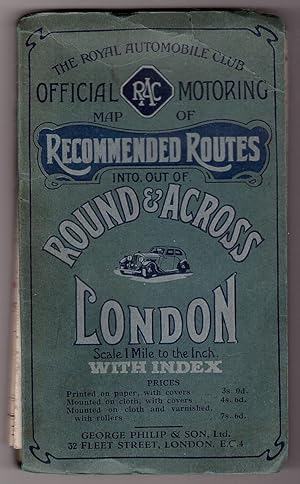 THE ROYAL AUTOMOBILE CLUB
OFFICIAL RAC MOTORING
MAP OF
RECOMMENDED ROUTES
INTO, OUT OF,
ROUND & ACROSS
LONDON
Scale 1 Mile to the Inch.
WITH INDEX
PRICES
Printed on paper, with covers 3s. 0d.
Mounted on cloth, with covers 4s. 6d.
Mounted on cloth and varnished,
with rollers 7s. 6d.
GEORGE PHILIP & SON, Ltd.
32 FLEET STREET, LONDON, E.C.4